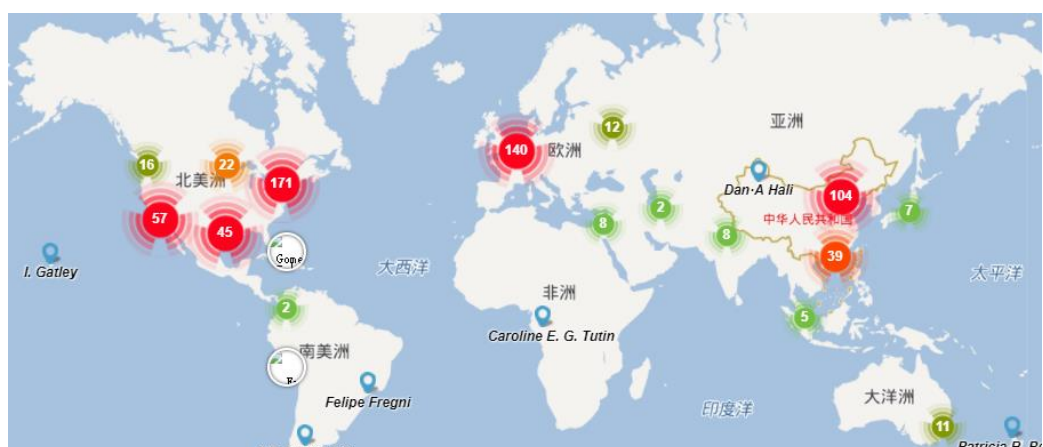 亚洲
12
欧洲
140
16
22
北美洲
171
Dan·A Hali
104
57
45
2
8
8
中华人民共和国
7
Gome
I. Gatley
大西洋
39
太平洋
非洲
2
5
Caroline E. G. Tutin
南美洲
Felipe Fregni
大洋洲
印度洋
11